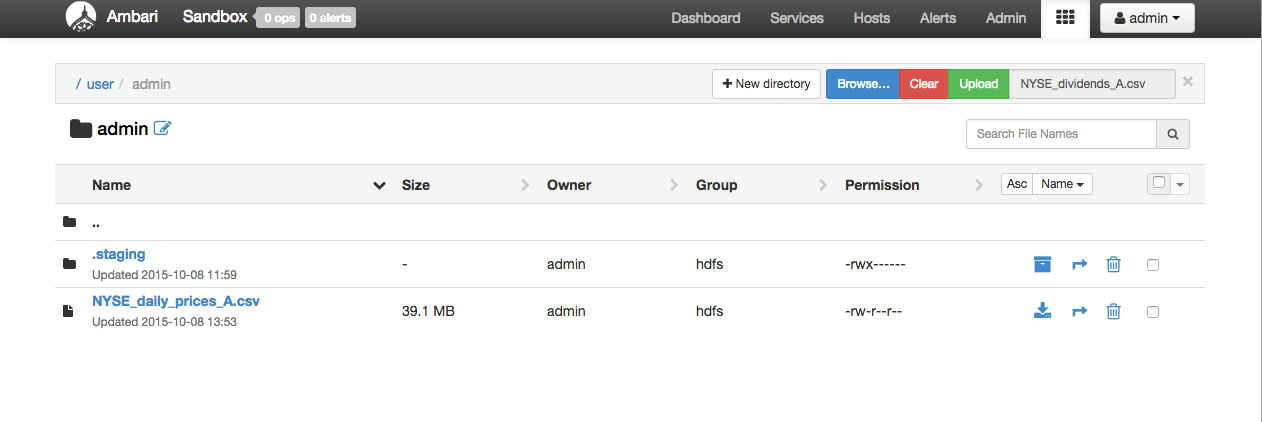 Ambari Sandbox 0 ops 0 alerts Dashboard Services Hosts Alerts Admin admin
/ user / admin New directory Browse... Clear Upload NYSE_dividends_A.csv ×
admin Search File Names
Name Size Owner Group Permission Asc Name
..
.staging
Updated 2015-10-08 11:59
- admin hdfs -rwx------
NYSE_daily_prices_A.csv
Updated 2015-10-08 13:53
39.1 MB admin hdfs -rw-r--r--